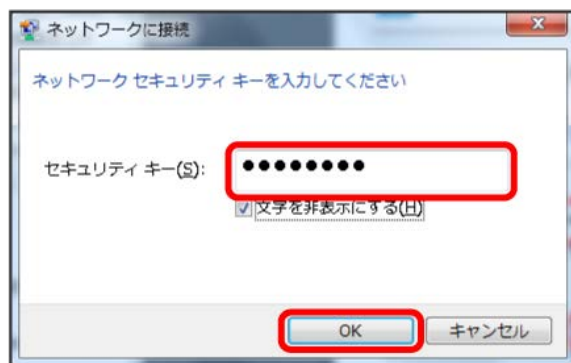 ネットワークに接続
ネットワーク セキュリティ キーを入力してください
セキュリティ キー(S):
●●●●●●●●
文字を非表示にする(H)
OK
キャンセル